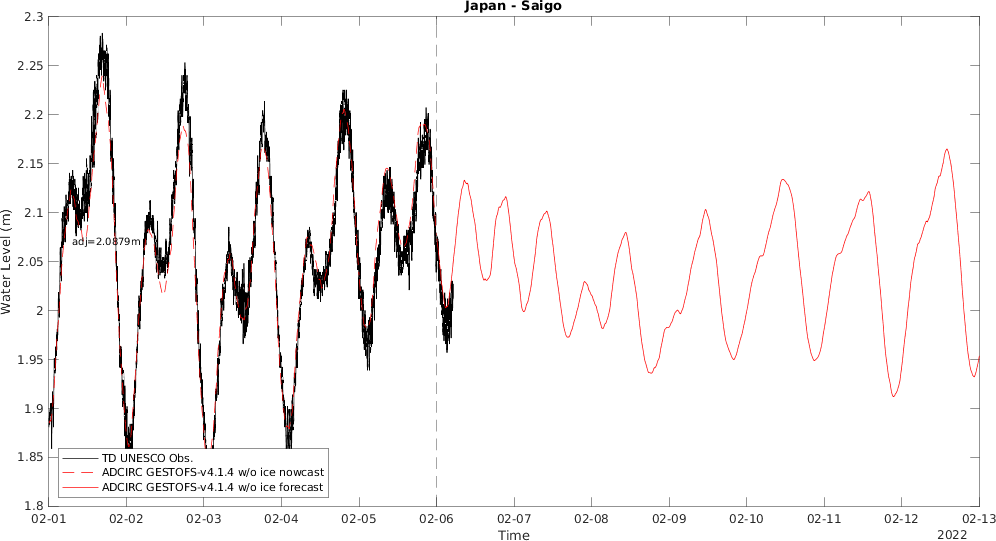 Japan - Saigo
2.3
2.25
2.2
2.15
2.1
2.05
2
1.95
1.9
1.85
1.8
Water Level (m)
adj=2.0879m
TD UNESCO Obs.
ADCIRC GESTOFS-v4.1.4 w/o ice nowcast
ADCIRC GESTOFS-v4.1.4 w/o ice forecast
02-01 02-02 02-03 02-04 02-05 02-06 02-07 02-08 02-09 02-10 02-11 02-12 02-13
Time
2022